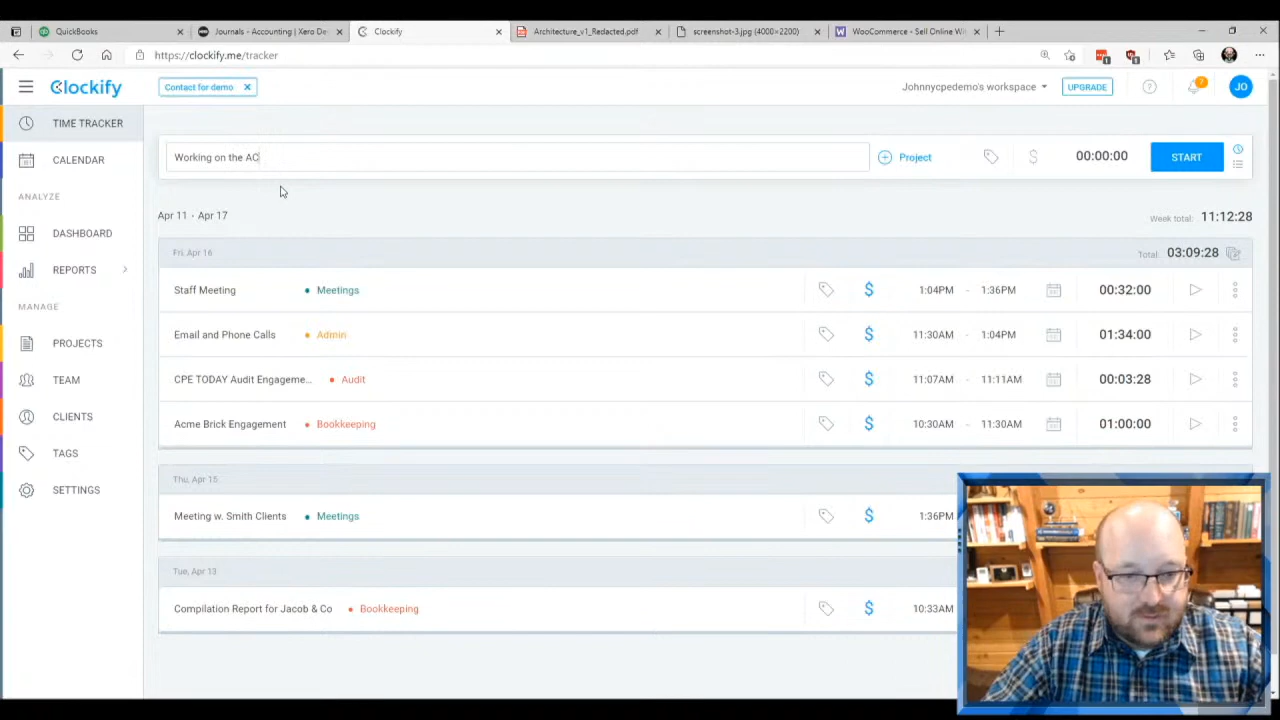 QuickBooks
Journals - Accounting | Xero De
Clockify
Architecture_v1_Redacted.pdf
screenshot-3.jpg (4000×2200)
WooCommerce - Sell Online Wi
https://clockify.me/tracker
Clockify
Contact for demo
Johnnycpedemo's workspace
UPGRADE
7
JO
TIME TRACKER
CALENDAR
ANALYZE
DASHBOARD
REPORTS
MANAGE
PROJECTS
TEAM
CLIENTS
TAGS
SETTINGS
Working on the AC
Project
$
00:00:00
START
Apr 11 - Apr 17
Week total: 11:12:28
Fri, Apr 16
Total: 03:09:28
Staff Meeting • Meetings $ 1:04PM - 1:36PM 00:32:00
Email and Phone Calls • Admin $ 11:30AM - 1:04PM 01:34:00
CPE TODAY Audit Engageme... • Audit $ 11:07AM - 11:11AM 00:03:28
Acme Brick Engagement • Bookkeeping $ 10:30AM - 11:30AM 01:00:00
Thu, Apr 15
Meeting w. Smith Clients • Meetings $ 1:36PM
Tue, Apr 13
Compilation Report for Jacob & Co • Bookkeeping $ 10:33AM